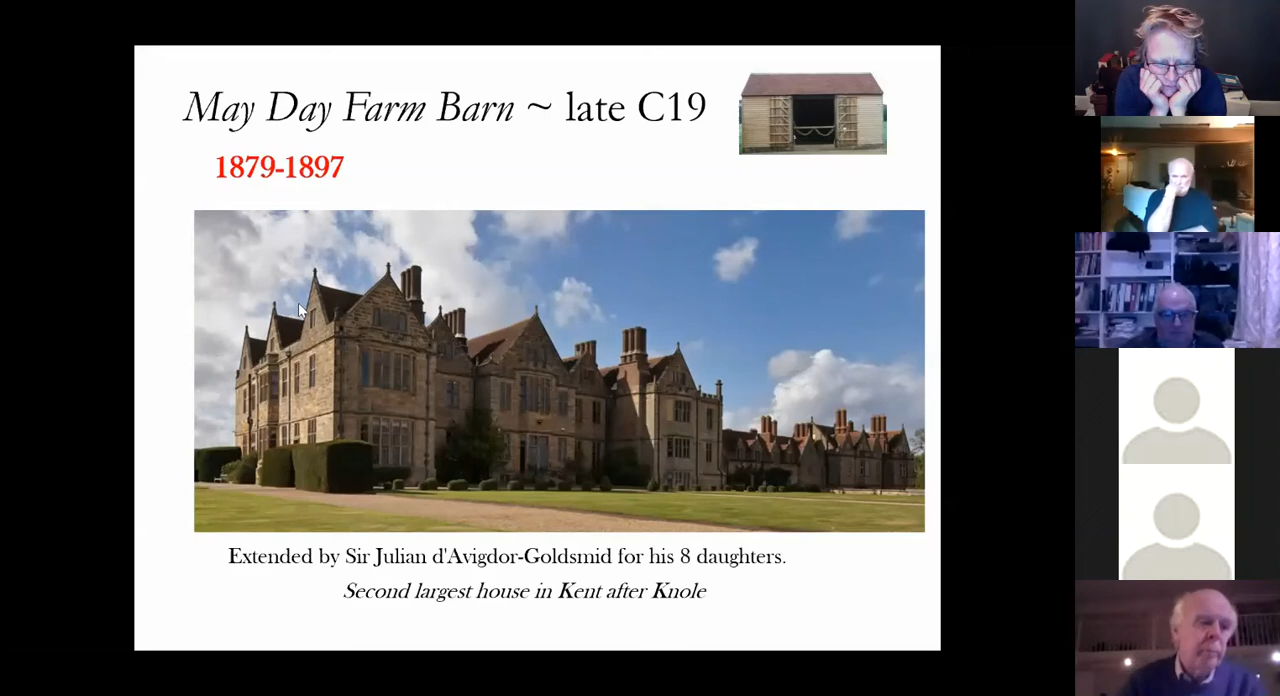 May Day Farm Barn ~ late C19
1879-1897
Extended by Sir Julian d'Avigdor-Goldsmid for his 8 daughters.
Second largest house in Kent after Knole